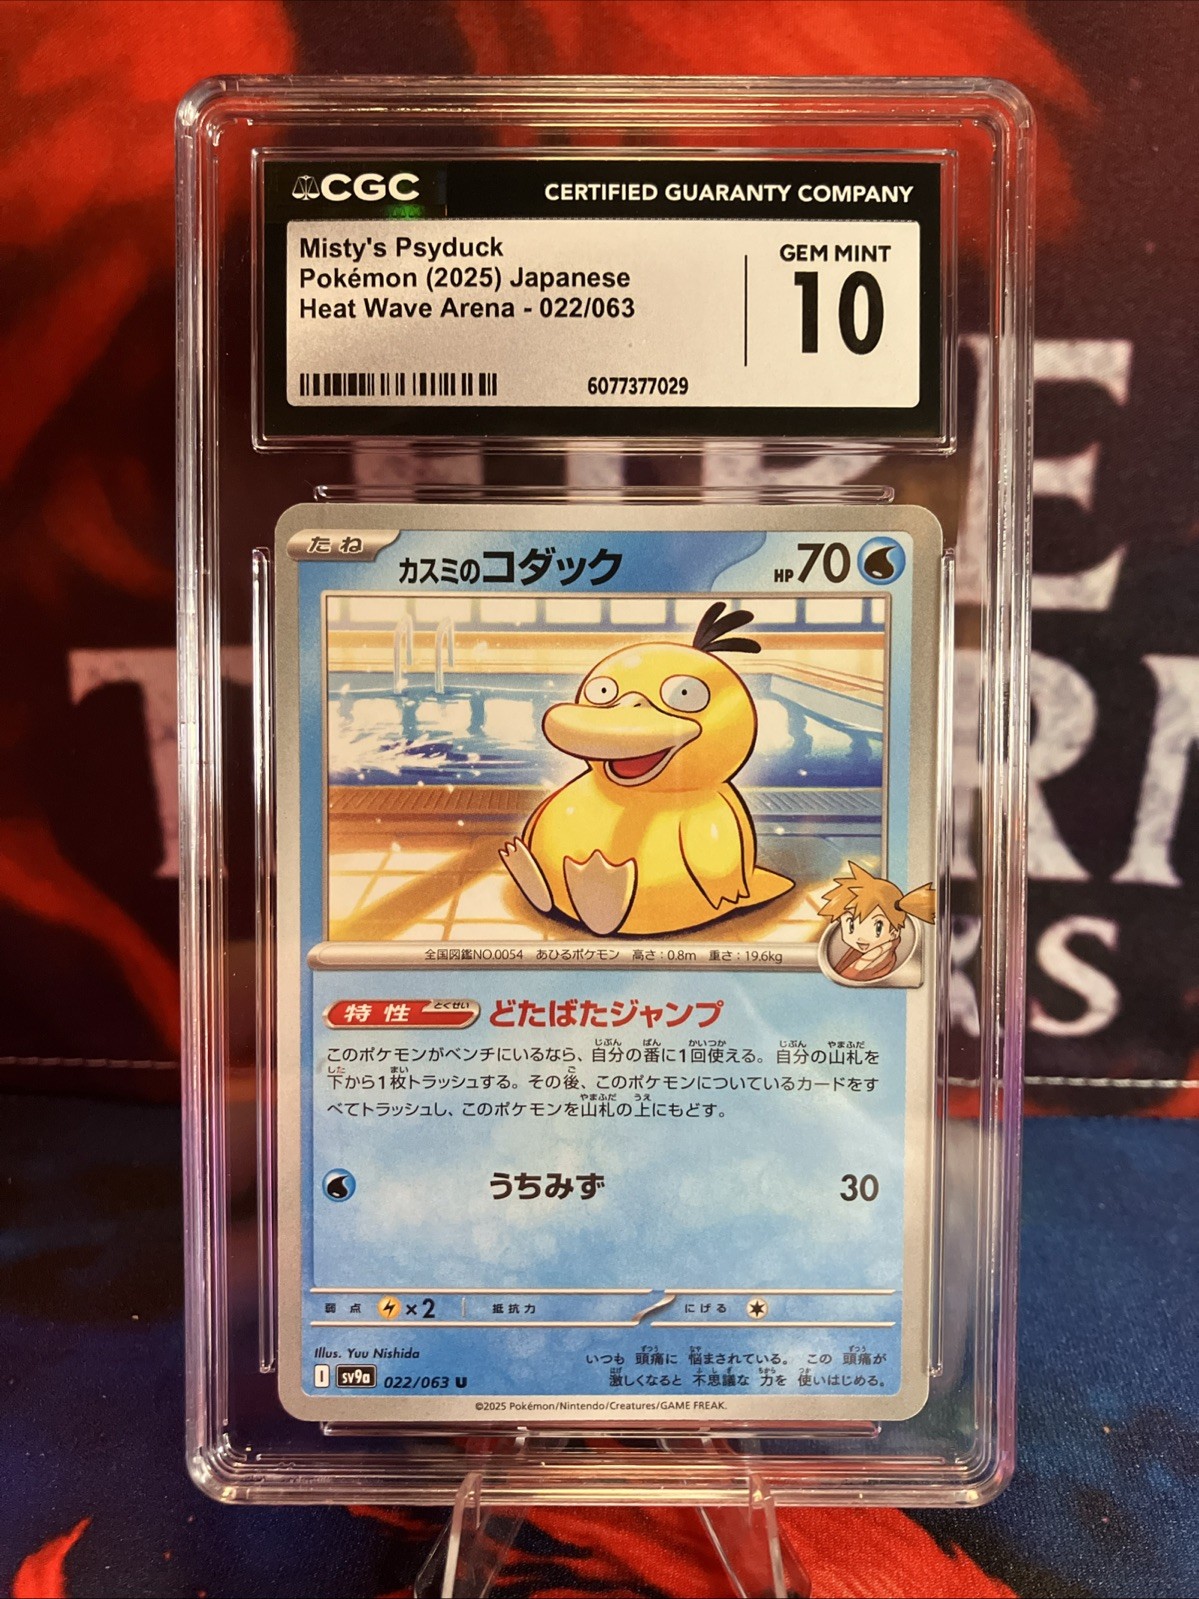 CGC
CERTIFIED GUARANTY COMPANY
Misty's Psyduck
Pokémon (2025) Japanese
Heat Wave Arena - 022/063
GEM MINT
10
6077377029
たね
カスミのコダック
HP 70
全国図鑑NO.0054 あひるポケモン 高さ:0.8m 重さ:19.6kg
特性 とくせい どたばたジャンプ
このポケモンがベンチにいるなら、自分の番に1回使える。自分の山札を
下から1枚トラッシュする。その後、このポケモンについているカードをす
べてトラッシュし、このポケモンを山札の上にもどす。
うちみず 30
弱点 ×2 抵抗力 にげる
Illus. Yuu Nishida
いつも 頭痛に 悩まされている。 この 頭痛が
激しくなると 不思議な 力を 使いはじめる。
I sv9a 022/063 U
©2025 Pokémon/Nintendo/Creatures/GAME FREAK.